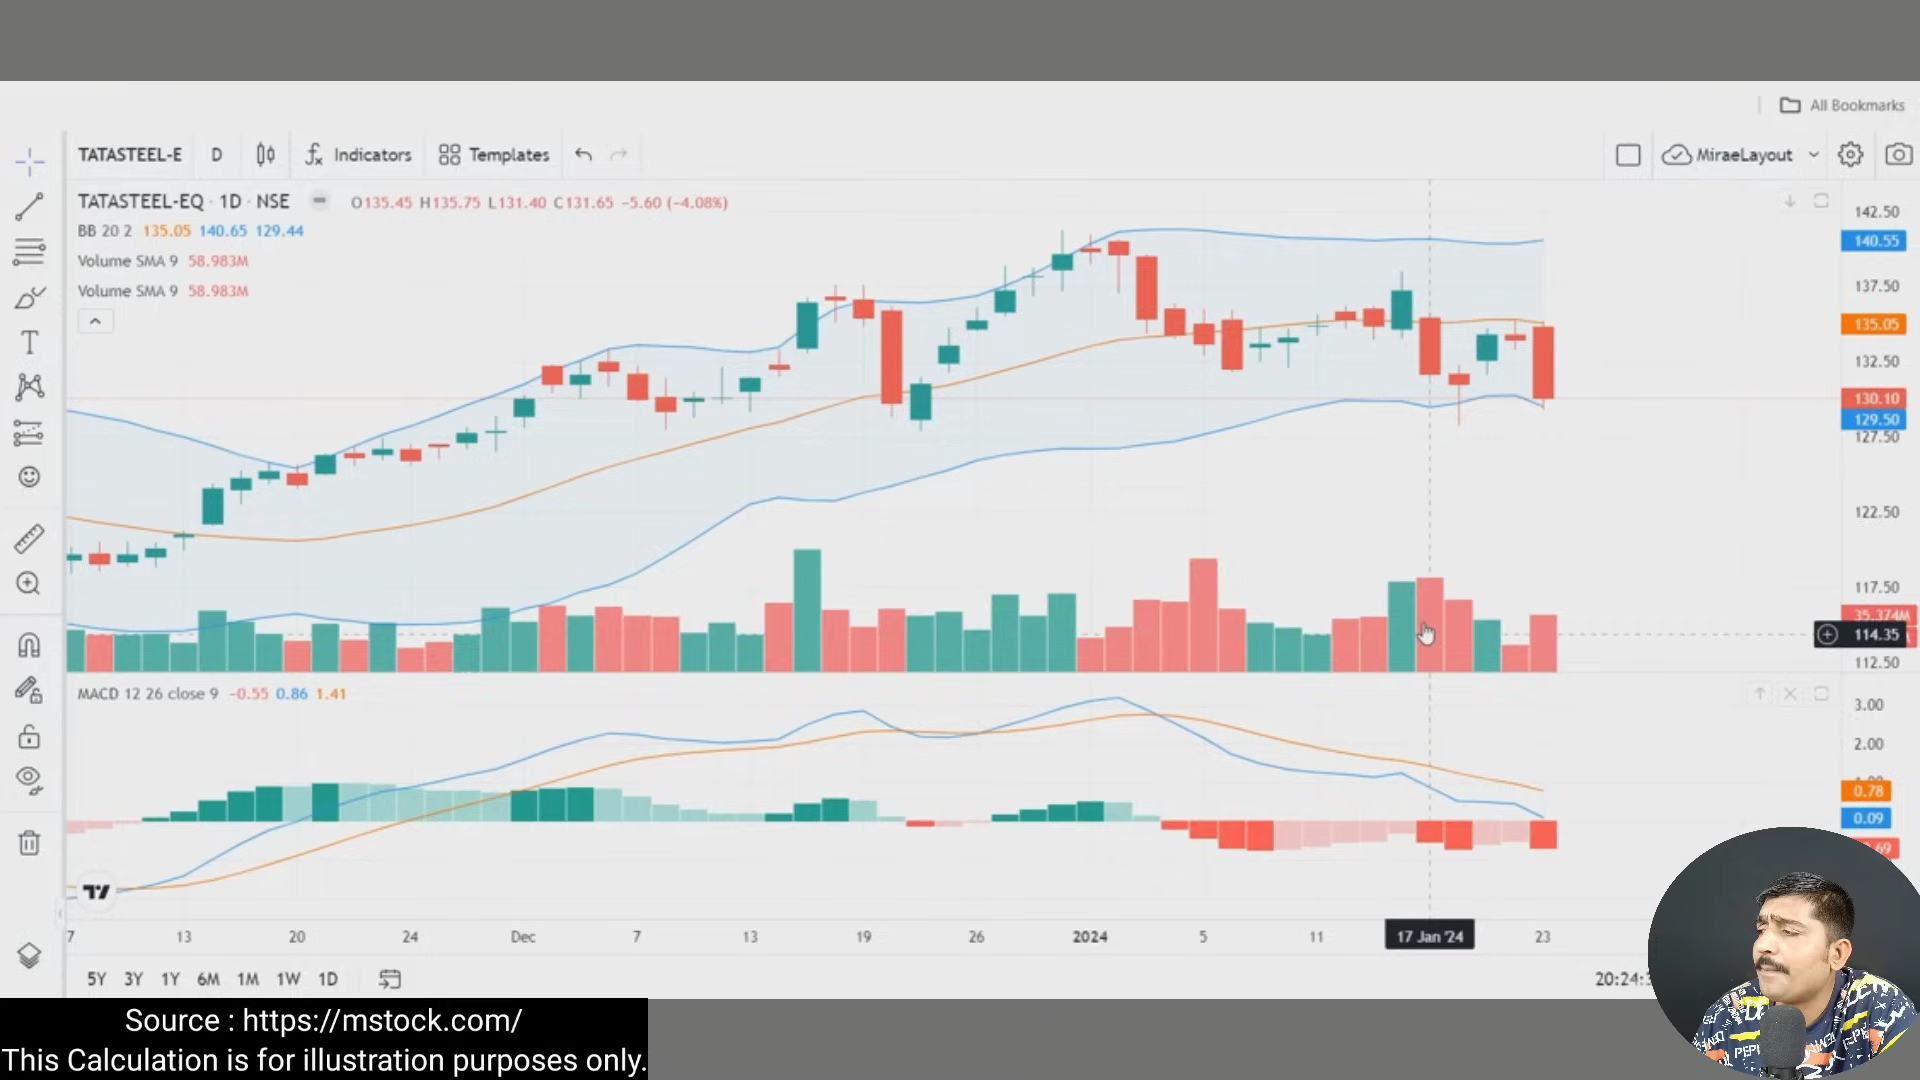 All Bookmarks
TATASTEEL-E D Indicators Templates MiraeLayout
TATASTEEL-EQ · 1D · NSE O135.45 H135.75 L131.40 C131.65 -5.60 (-4.08%)
BB 20 2 135.05 140.65 129.44
Volume SMA 9 58.983M
Volume SMA 9 58.983M
142.50
140.55
137.50
135.05
132.50
130.10
129.50
127.50
122.50
117.50
35.374M
114.35
112.50
MACD 12 26 close 9 -0.55 0.86 1.41
3.00
2.00
0.78
0.09
7 13 20 24 Dec 7 13 19 26 2024 5 11 17 Jan '24 23
5Y 3Y 1Y 6M 1M 1W 1D
Source : https://mstock.com/
This Calculation is for illustration purposes only.